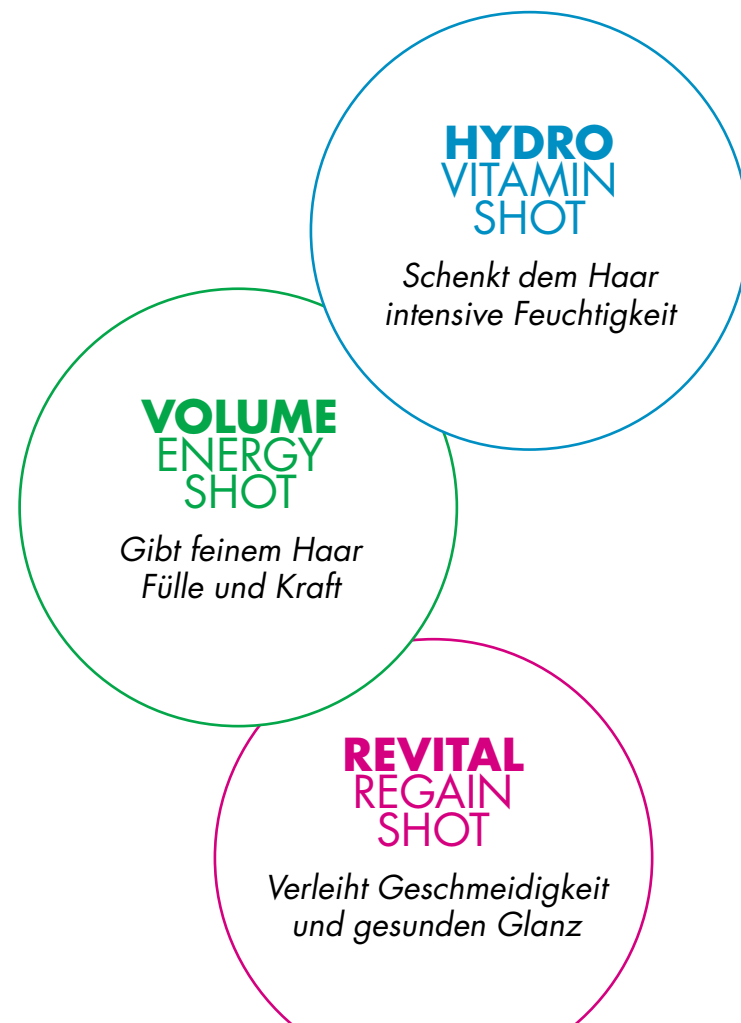 HYDRO
VITAMIN
SHOT
Schenkt dem Haar
intensive Feuchtigkeit
VOLUME
ENERGY
SHOT
Gibt feinem Haar
Fülle und Kraft
REVITAL
REGAIN
SHOT
Verleiht Geschmeidigkeit
und gesunden Glanz